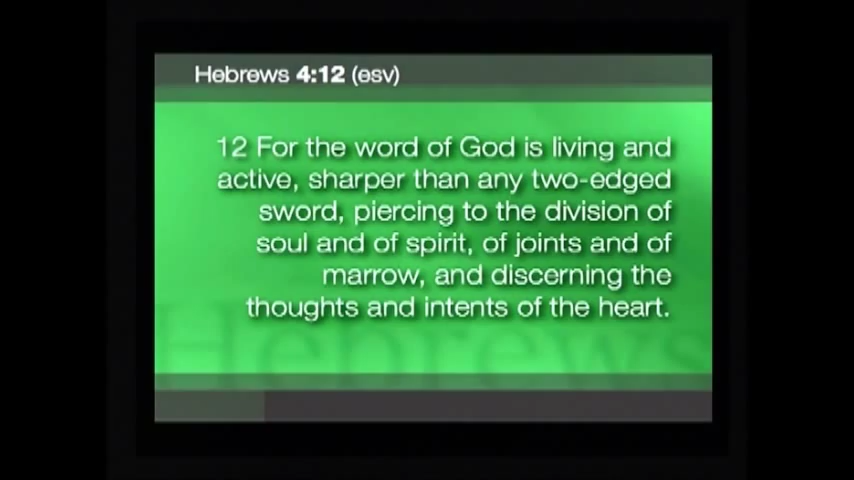 Hebrews 4:12 (esv)
12 For the word of God is living and
active, sharper than any two-edged
sword, piercing to the division of
soul and of spirit, of joints and of
marrow, and discerning the
thoughts and intents of the heart.
Hebrews